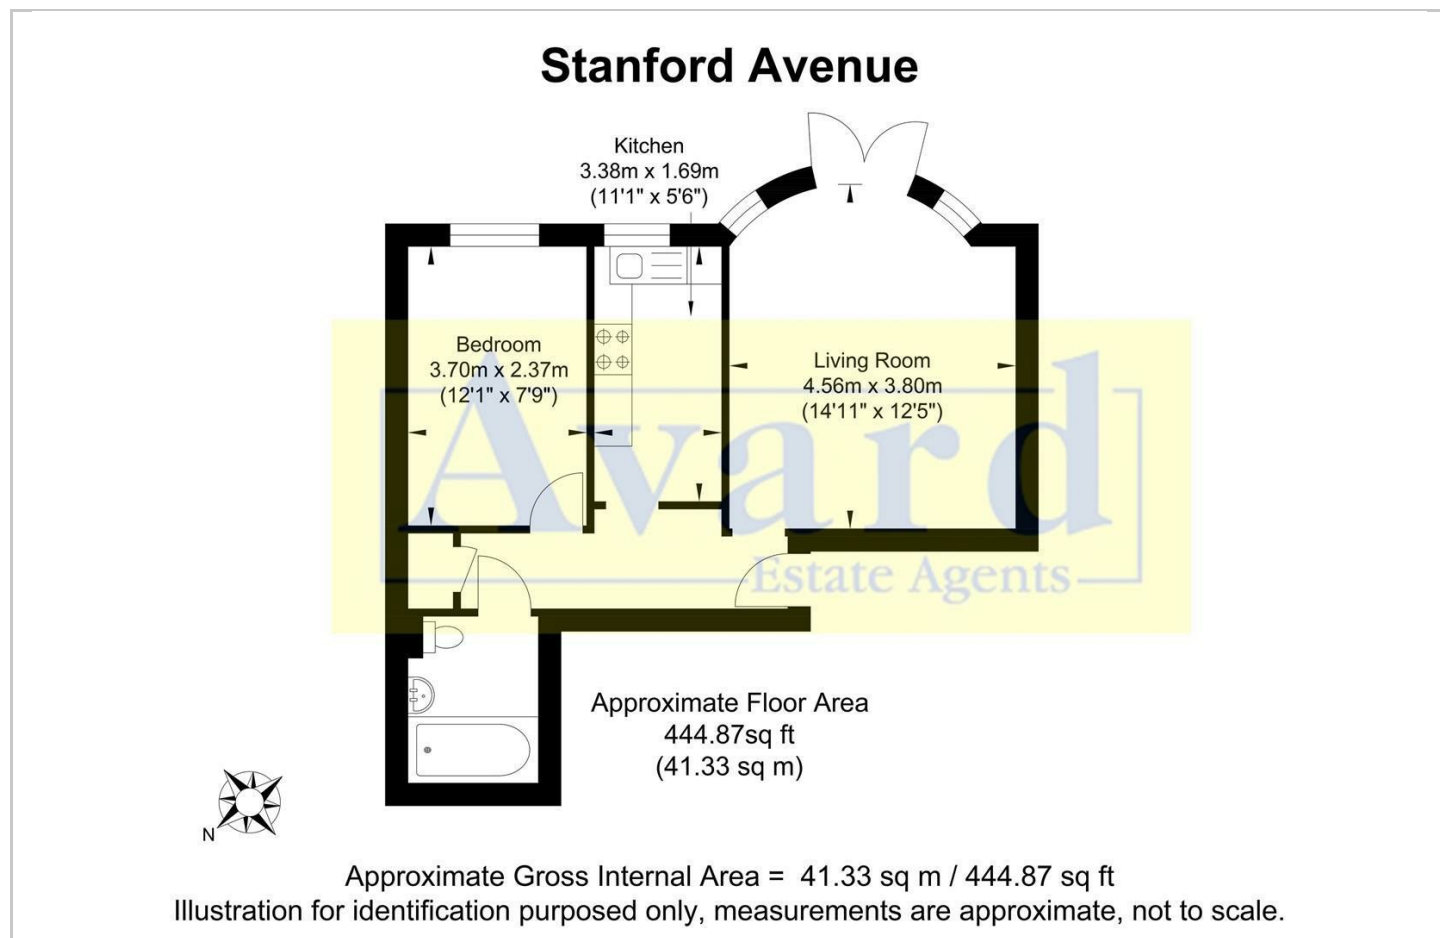 Stanford Avenue
Kitchen
3.38m x 1.69m
(11'1" x 5'6")
Bedroom
3.70m x 2.37m
(12'1" x 7'9")
Living Room
4.56m x 3.80m
(14'11" x 12'5")
Avard
Estate Agents
Approximate Floor Area
444.87sq ft
(41.33 sq m)
N
Approximate Gross Internal Area = 41.33 sq m / 444.87 sq ft
Illustration for identification purposed only, measurements are approximate, not to scale.